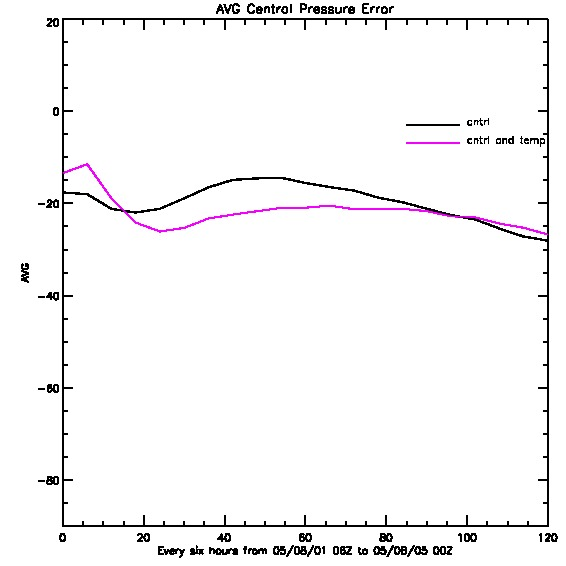 AVG Central Pressure Error
20
0
cntrl
cntrl and temp
-20
AVG
-40
-60
-80
0 20 40 60 80 100 120
Every six hours from 05/08/01 06Z to 05/08/05 00Z